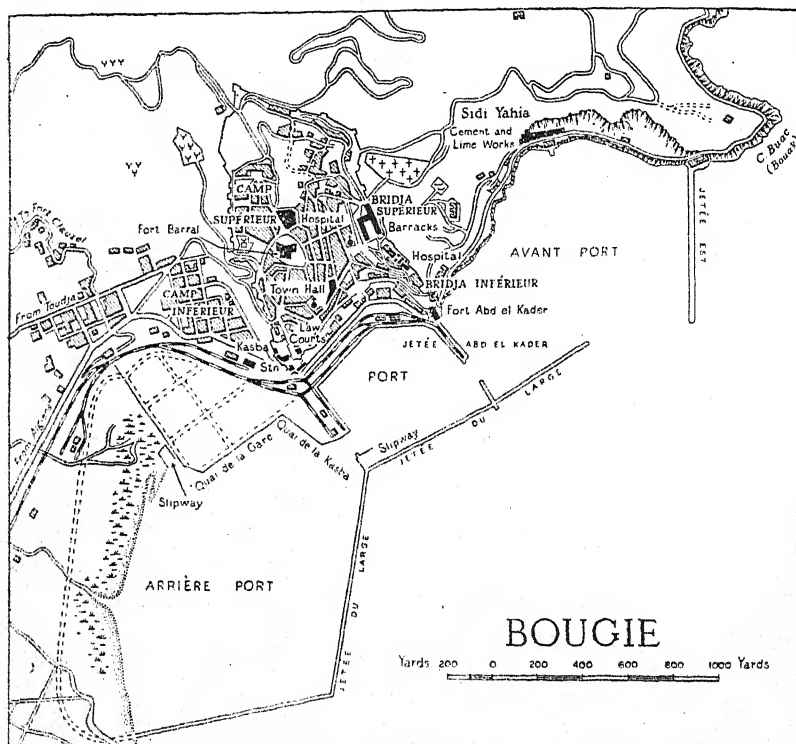 Sidi Yahia
Cement and
Lime Works
C. Buac
(Bouak)
CAMP
SUPÉRIEUR
Hospital
BRIDJA
SUPÉRIEUR
Barracks
Fort Barral
Fort Clauzel
Hospital
AVANT PORT
JETÉE EST
Town Hall
BRIDJA INFÉRIEUR
From Toudja
CAMP
INFÉRIEUR
Fort Abd el Kader
Law
Courts
Kasba
Stn
JETÉE ABD EL KADER
PORT
From Algiers
Quai de la Gare
Quai de la Kasba
Slipway
JETÉE DU LARGE
Slipway
ARRIÈRE PORT
JETÉE DU LARGE
BOUGIE
Yards 200 0 200 400 600 800 1000 Yards